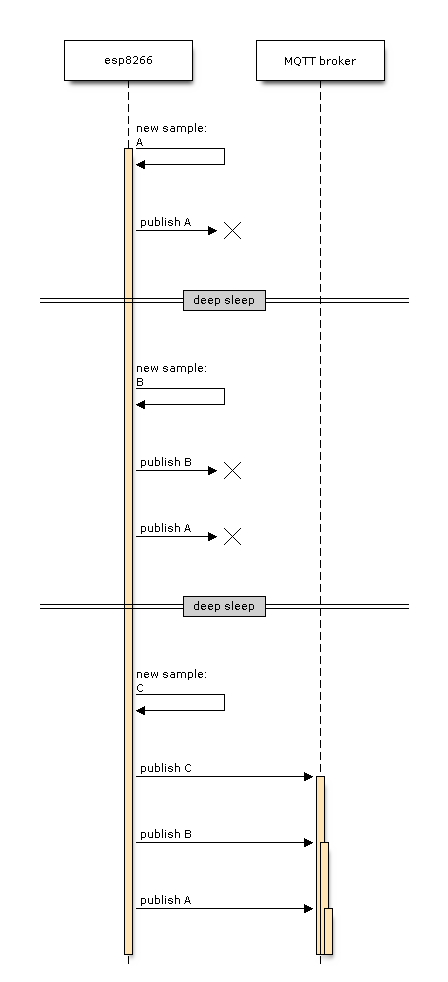 esp8266
MQTT broker
new sample:
A
publish A
deep sleep
new sample:
B
publish B
publish A
deep sleep
new sample:
C
publish C
publish B
publish A